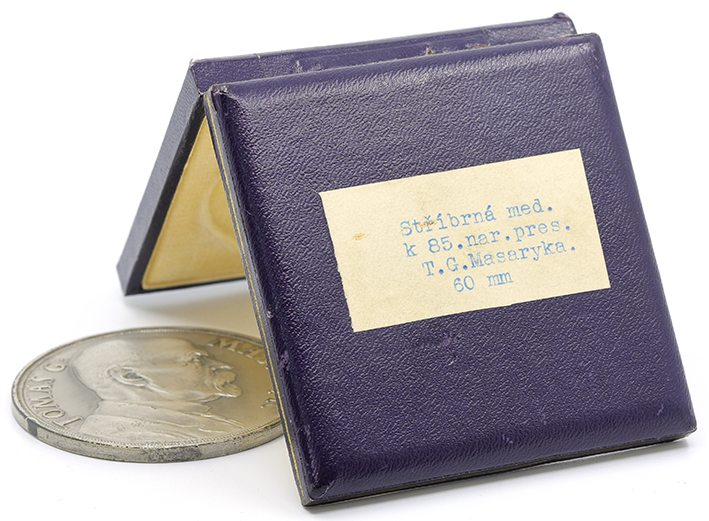 Stříbrná med.
k 85.nar.pres.
T.G.Masaryka.
60 mm
TOMÁŠ G